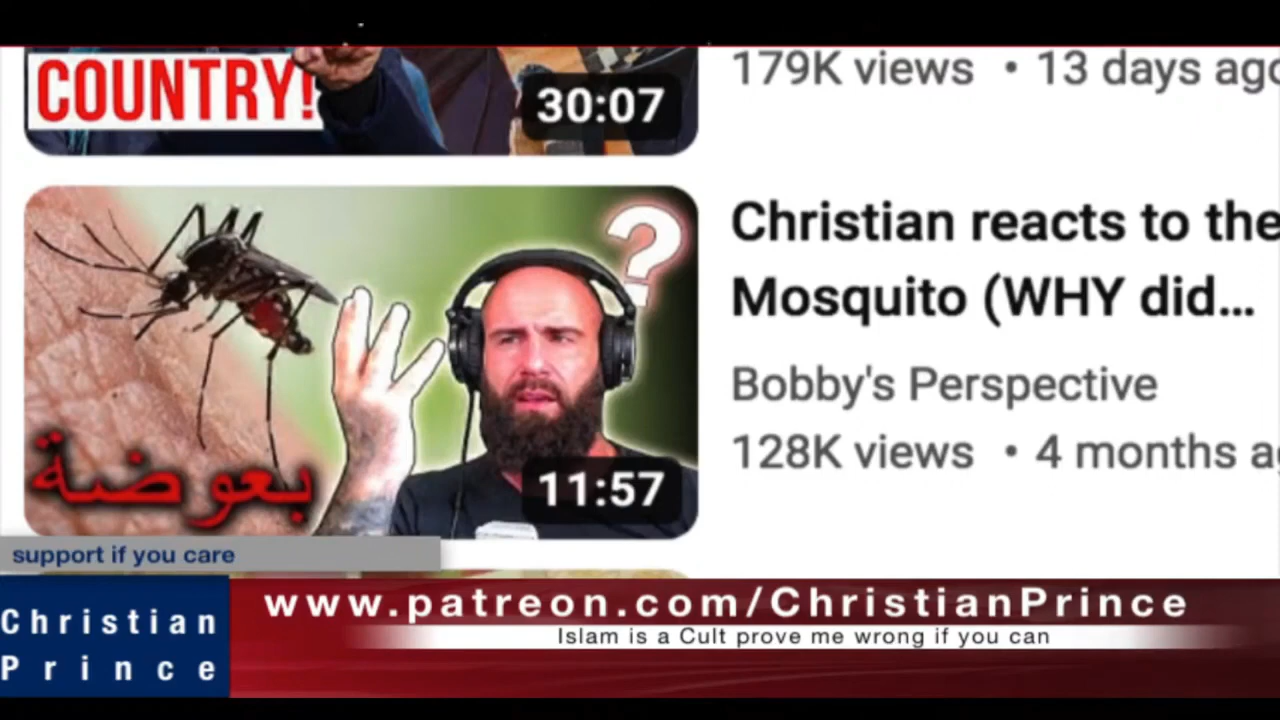 COUNTRY!
30:07
179K views • 13 days ago
?
بعوضة
11:57
Christian reacts to the
Mosquito (WHY did...
Bobby's Perspective
128K views • 4 months a
support if you care
Christian
Prince
www.patreon.com/ChristianPrince
Islam is a Cult prove me wrong if you can